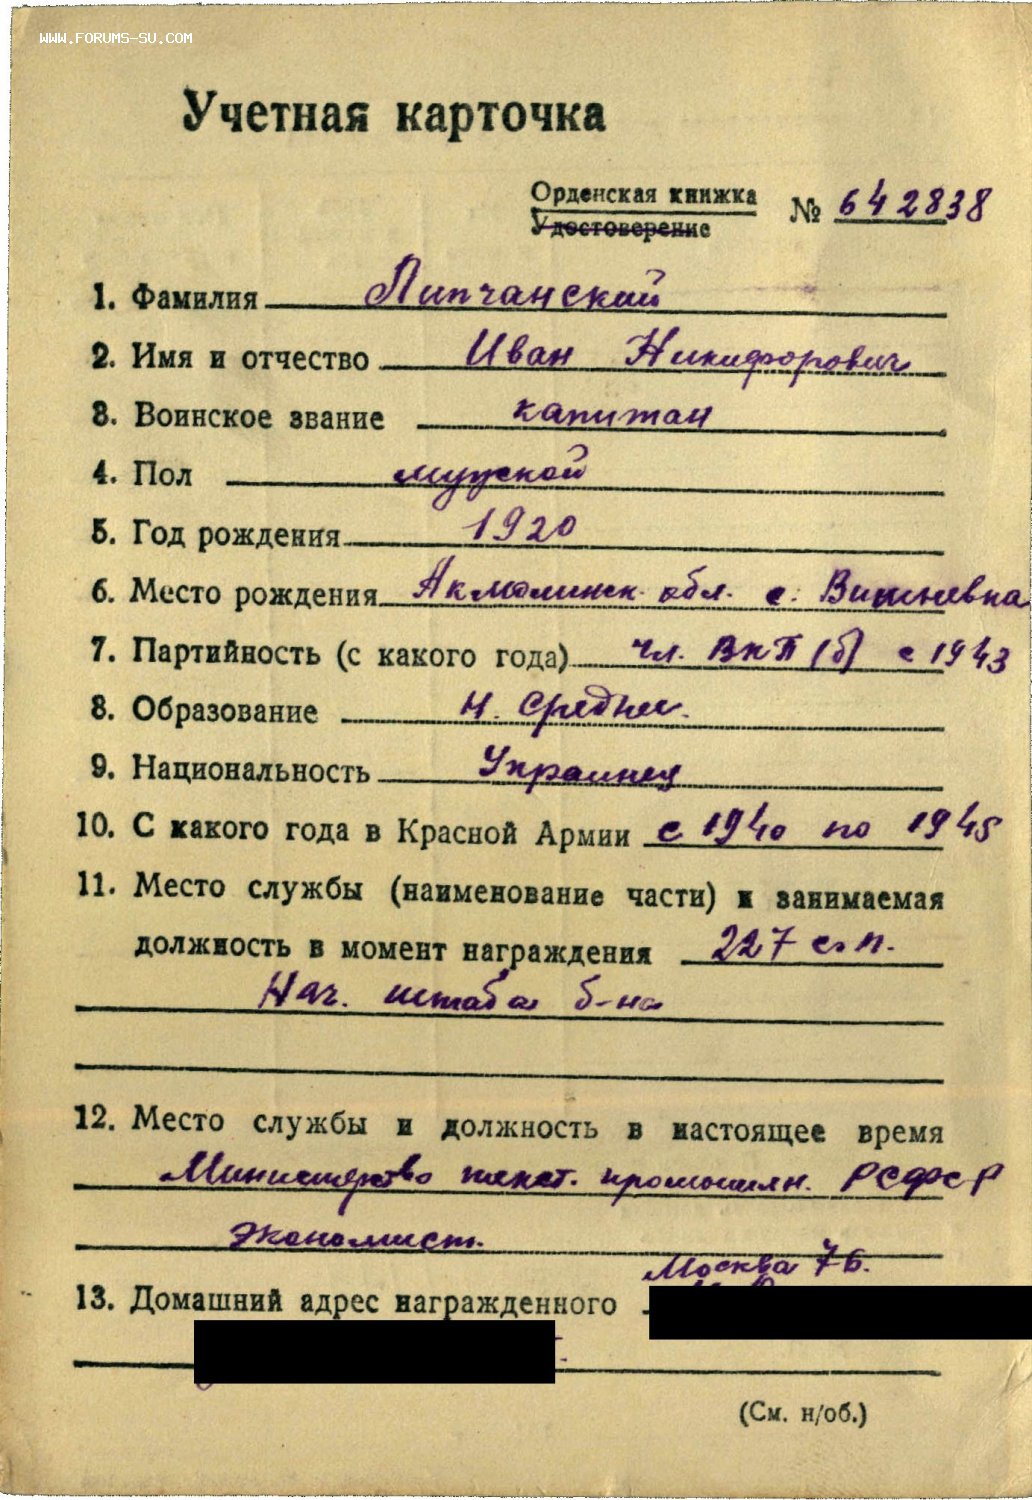 WWW.FORUMS-SU.COM
Учетная карточка
Орденская книжка
Удостоверение
№ 642838
1. Фамилия Липчанский
2. Имя и отчество Иван Никифорович
3. Воинское звание капитан
4. Пол мужской
5. Год рождения 1920
6. Место рождения Акмолинск. обл. с. Вишневка
7. Партийность (с какого года) чл. ВКП(б) с 1943
8. Образование н. средн.
9. Национальность Украинец
10. С какого года в Красной Армии с 1940 по 1945
11. Место службы (наименование части) и занимаемая
должность в момент награждения 227 с.п.
Нач. штаба б-на
12. Место службы и должность в настоящее время
Министерство текст. промышлн. РСФСР
экономист.
Москва 76.
13. Домашний адрес награжденного
(См. н/об.)